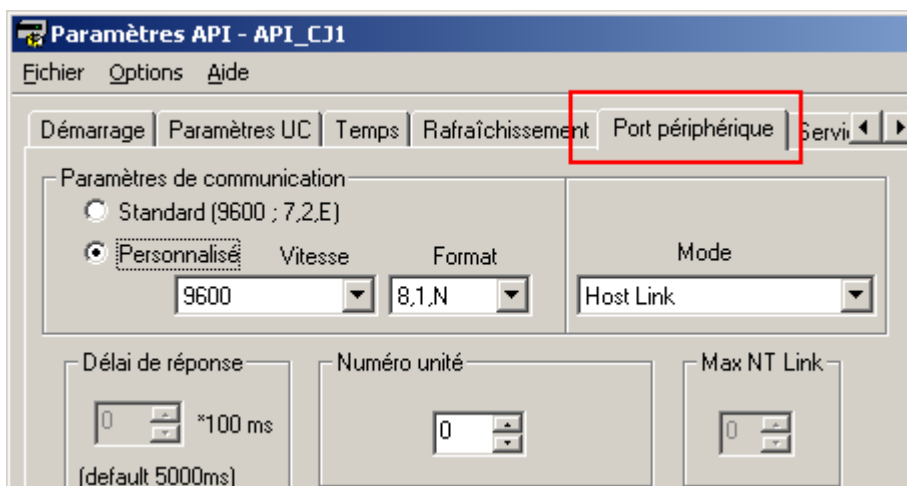 Paramètres API - API_CJ1
Fichier Options Aide
Démarrage Paramètres UC Temps Rafraîchissement Port périphérique Servi
Paramètres de communication
Standard (9600 ; 7,2,E)
Personnalisé Vitesse Format Mode
9600 8,1,N Host Link
Délai de réponse Numéro unité Max NT Link
0 *100 ms 0 0
(default 5000ms)